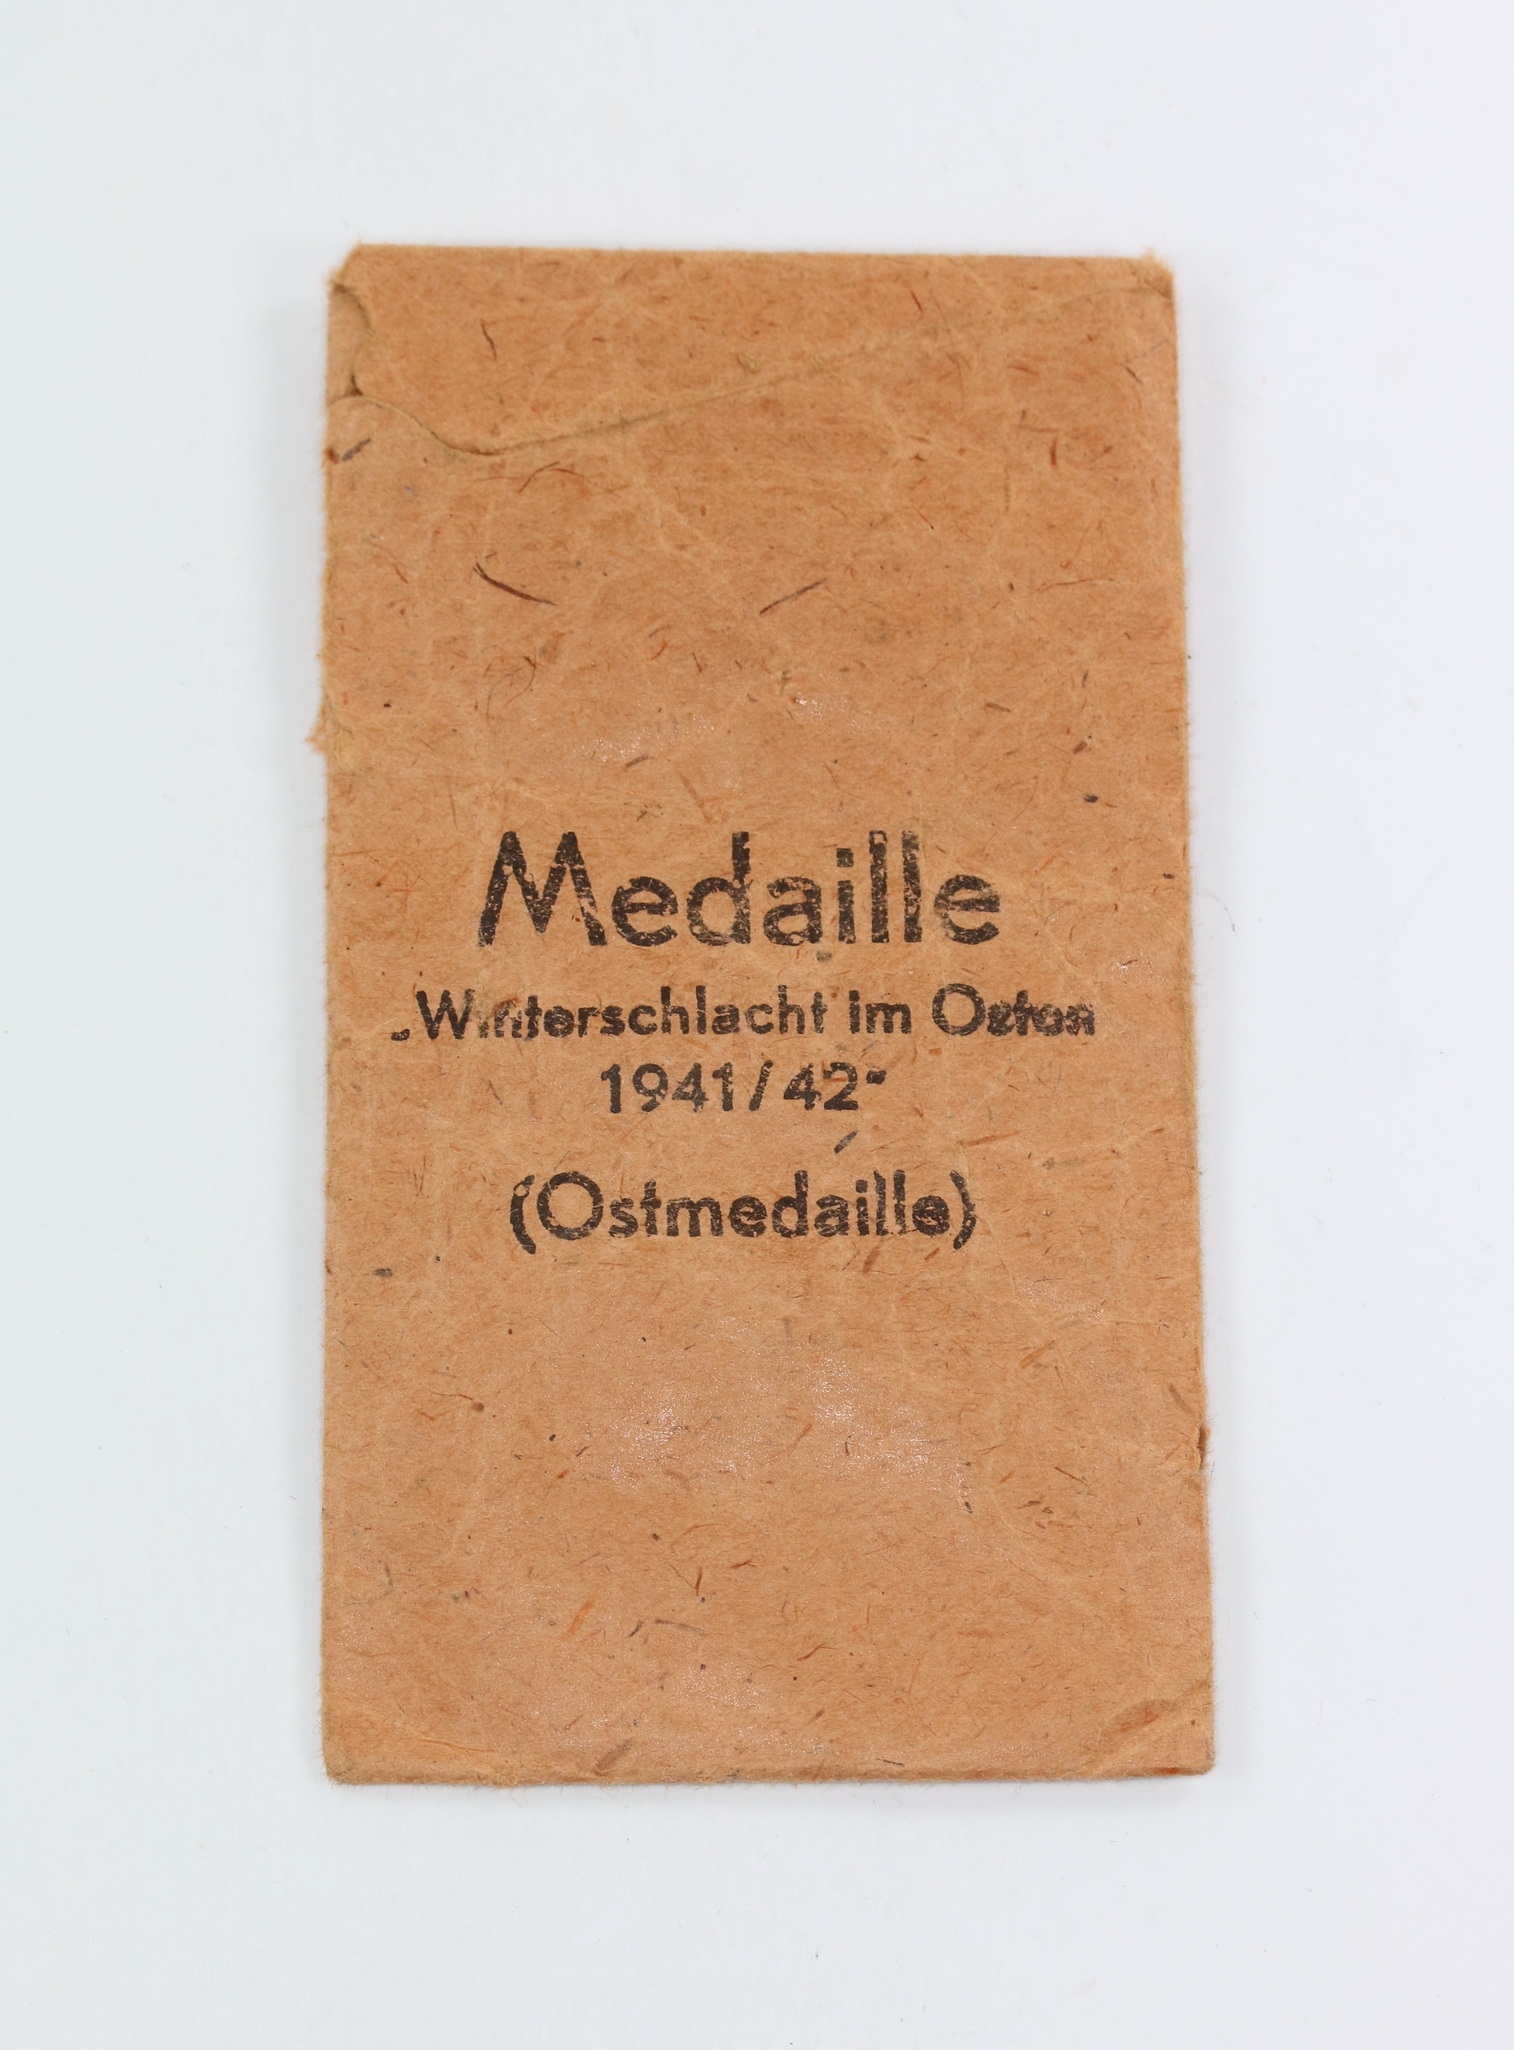 Medaille
„Winterschlacht im Osten
1941/42"
(Ostmedaille)